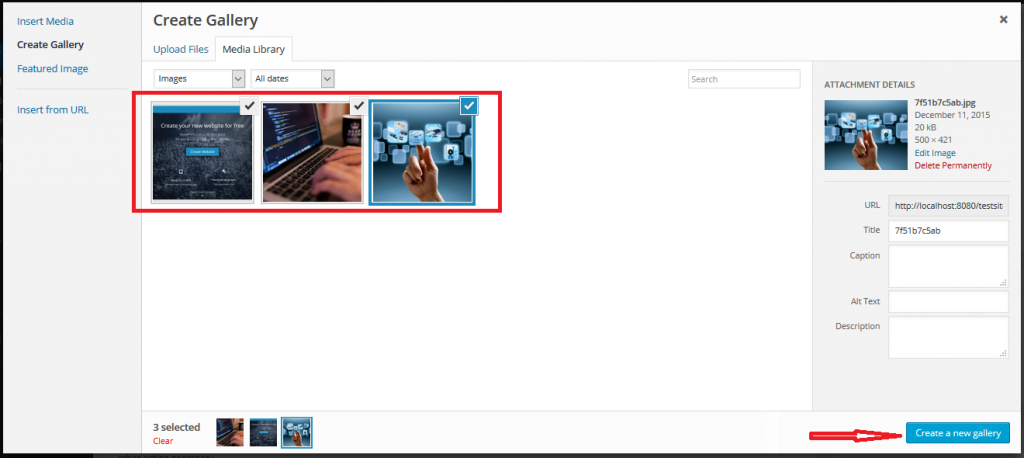 Insert Media
Create Gallery
Featured Image
Insert from URL
Create Gallery
Upload Files
Media Library
Images
All dates
Search
Create your new website for free
Create Website
ATTACHMENT DETAILS
7f51b7c5ab.jpg
December 11, 2015
20 kB
500 × 421
Edit Image
Delete Permanently
URL http://localhost:8080/testsit
Title 7f51b7c5ab
Caption
Alt Text
Description
3 selected
Clear
Create a new gallery